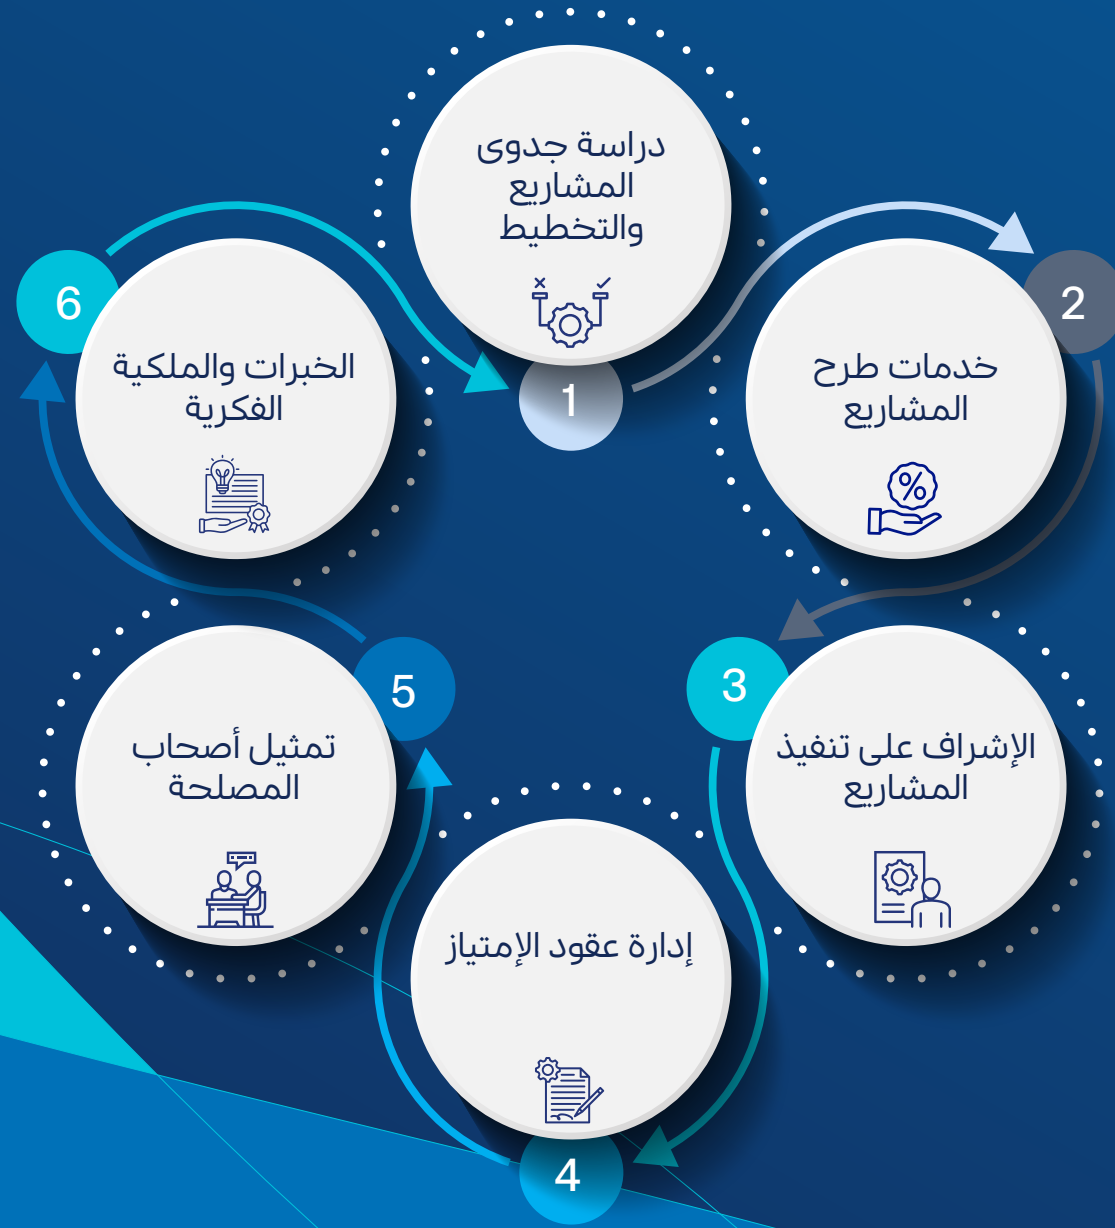 دراسة جدوى
المشاريع
والتخطيط
1
2
خدمات طرح
المشاريع
3
الإشراف على تنفيذ
المشاريع
إدارة عقود الإمتياز
4
5
تمثيل أصحاب
المصلحة
6
الخبرات والملكية
الفكرية
%